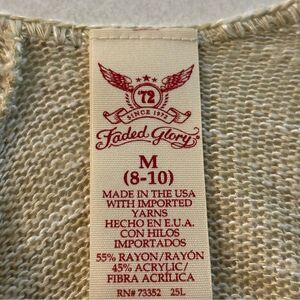 '72
SINCE 1972
Faded Glory
M
(8-10)
MADE IN THE USA
WITH IMPORTED
YARNS
HECHO EN E.U.A.
CON HILOS
IMPORTADOS
55% RAYON/RAYÓN
45% ACRYLIC/
FIBRA ACRÍLICA
RN# 73352 25L